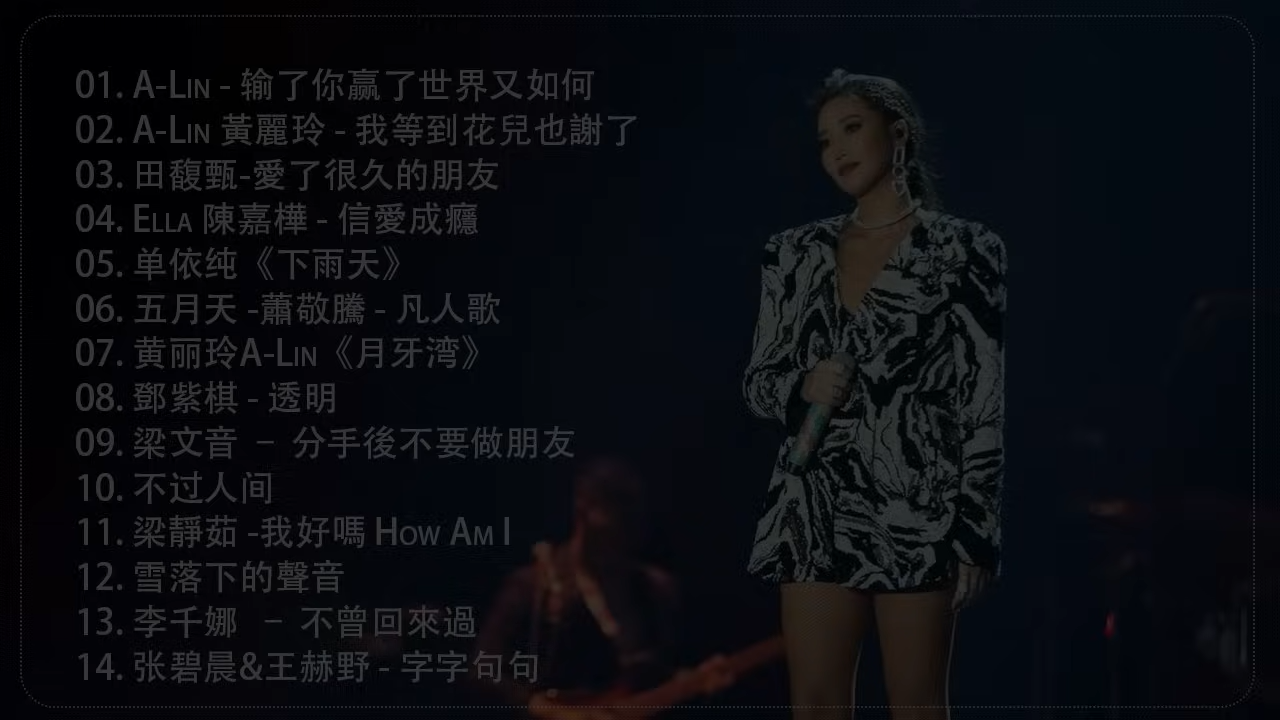 01. A-Lin - 输了你赢了世界又如何
02. A-Lin 黃麗玲 - 我等到花兒也謝了
03. 田馥甄-愛了很久的朋友
04. Ella 陳嘉樺 - 信愛成癮
05. 单依纯《下雨天》
06. 五月天 -蕭敬騰 - 凡人歌
07. 黄丽玲A-Lin《月牙湾》
08. 鄧紫棋 - 透明
09. 梁文音 – 分手後不要做朋友
10. 不过人间
11. 梁靜茹 -我好嗎 How Am I
12. 雪落下的聲音
13. 李千娜 – 不曾回來過
14. 张碧晨&王赫野 - 字字句句